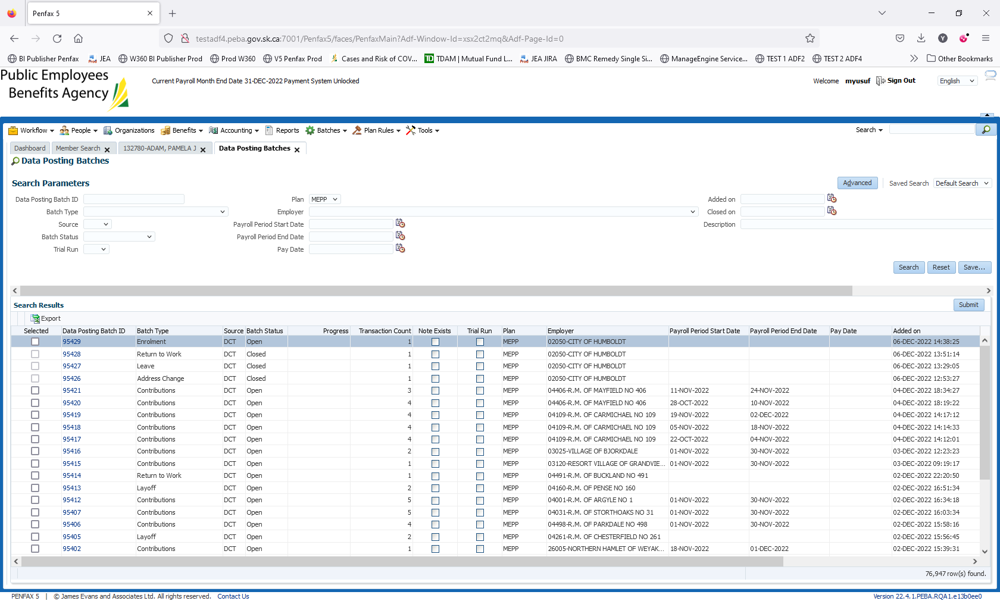 Penfax 5
testadf4.peba.gov.sk.ca:7001/Penfax5/faces/PenfaxMain?Adf-Window-Id=xsx2ct2mq&Adf-Page-Id=0
BI Publisher Penfax JEA W360 BI Publisher Prod Prod W360 V5 Penfax Prod Cases and Risk of COV... TD TDAM | Mutual Fund L... JEA JIRA BMC Remedy Single Si... ManageEngine Service... TEST 1 ADF2 TEST 2 ADF4 Other Bookmarks
Public Employees
Benefits Agency
Current Payroll Month End Date 31-DEC-2022 Payment System Unlocked
Welcome myusuf Sign Out English
Workflow People Organizations Benefits Accounting Reports Batches Plan Rules Tools Search
Dashboard Member Search 132780-ADAM, PAMELA J Data Posting Batches
Data Posting Batches
Search Parameters Advanced Saved Search Default Search
Data Posting Batch ID Plan MEPP Added on
Batch Type Employer Closed on
Source Payroll Period Start Date Description
Batch Status Payroll Period End Date
Trial Run Pay Date
Search Reset Save...
Search Results Submit
Export
Selected Data Posting Batch ID Batch Type Source Batch Status Progress Transaction Count Note Exists Trial Run Plan Employer Payroll Period Start Date Payroll Period End Date Pay Date Added on
95429 Enrolment DCT Open 1 MEPP 02050-CITY OF HUMBOLDT 06-DEC-2022 14:38:25
95428 Return to Work DCT Closed 1 MEPP 02050-CITY OF HUMBOLDT 06-DEC-2022 13:51:14
95427 Leave DCT Closed 1 MEPP 02050-CITY OF HUMBOLDT 06-DEC-2022 13:29:05
95426 Address Change DCT Closed 1 MEPP 02050-CITY OF HUMBOLDT 06-DEC-2022 12:53:27
95421 Contributions DCT Open 3 MEPP 04406-R.M. OF MAYFIELD NO 406 11-NOV-2022 24-NOV-2022 04-DEC-2022 18:34:27
95420 Contributions DCT Open 4 MEPP 04406-R.M. OF MAYFIELD NO 406 28-OCT-2022 10-NOV-2022 04-DEC-2022 18:19:22
95419 Contributions DCT Open 4 MEPP 04109-R.M. OF CARMICHAEL NO 109 19-NOV-2022 02-DEC-2022 04-DEC-2022 14:17:12
95418 Contributions DCT Open 4 MEPP 04109-R.M. OF CARMICHAEL NO 109 05-NOV-2022 18-NOV-2022 04-DEC-2022 14:14:33
95417 Contributions DCT Open 4 MEPP 04109-R.M. OF CARMICHAEL NO 109 22-OCT-2022 04-NOV-2022 04-DEC-2022 14:12:01
95416 Contributions DCT Open 2 MEPP 03025-VILLAGE OF BJORKDALE 01-NOV-2022 30-NOV-2022 03-DEC-2022 12:23:23
95415 Contributions DCT Open 1 MEPP 03120-RESORT VILLAGE OF GRANDVIE... 01-NOV-2022 30-NOV-2022 03-DEC-2022 09:19:17
95414 Return to Work DCT Open 1 MEPP 04491-R.M. OF BUCKLAND NO 491 02-DEC-2022 22:20:50
95413 Layoff DCT Open 2 MEPP 04160-R.M. OF PENSE NO 160 02-DEC-2022 16:51:34
95412 Contributions DCT Open 5 MEPP 04001-R.M. OF ARGYLE NO 1 01-NOV-2022 30-NOV-2022 02-DEC-2022 16:34:18
95407 Contributions DCT Open 5 MEPP 04031-R.M. OF STORTHOAKS NO 31 01-NOV-2022 30-NOV-2022 02-DEC-2022 16:03:34
95406 Contributions DCT Open 4 MEPP 04498-R.M. OF PARKDALE NO 498 01-NOV-2022 30-NOV-2022 02-DEC-2022 15:58:16
95405 Layoff DCT Open 2 MEPP 04261-R.M. OF CHESTERFIELD NO 261 02-DEC-2022 15:56:45
95402 Contributions DCT Open 1 MEPP 26005-NORTHERN HAMLET OF WEYAK... 18-NOV-2022 01-DEC-2022 02-DEC-2022 15:39:31
76,947 row(s) found.
PENFAX 5 | © James Evans and Associates Ltd. All rights reserved. Contact Us Version 22.4.1.PEBA.RQA1.e13b0ee0